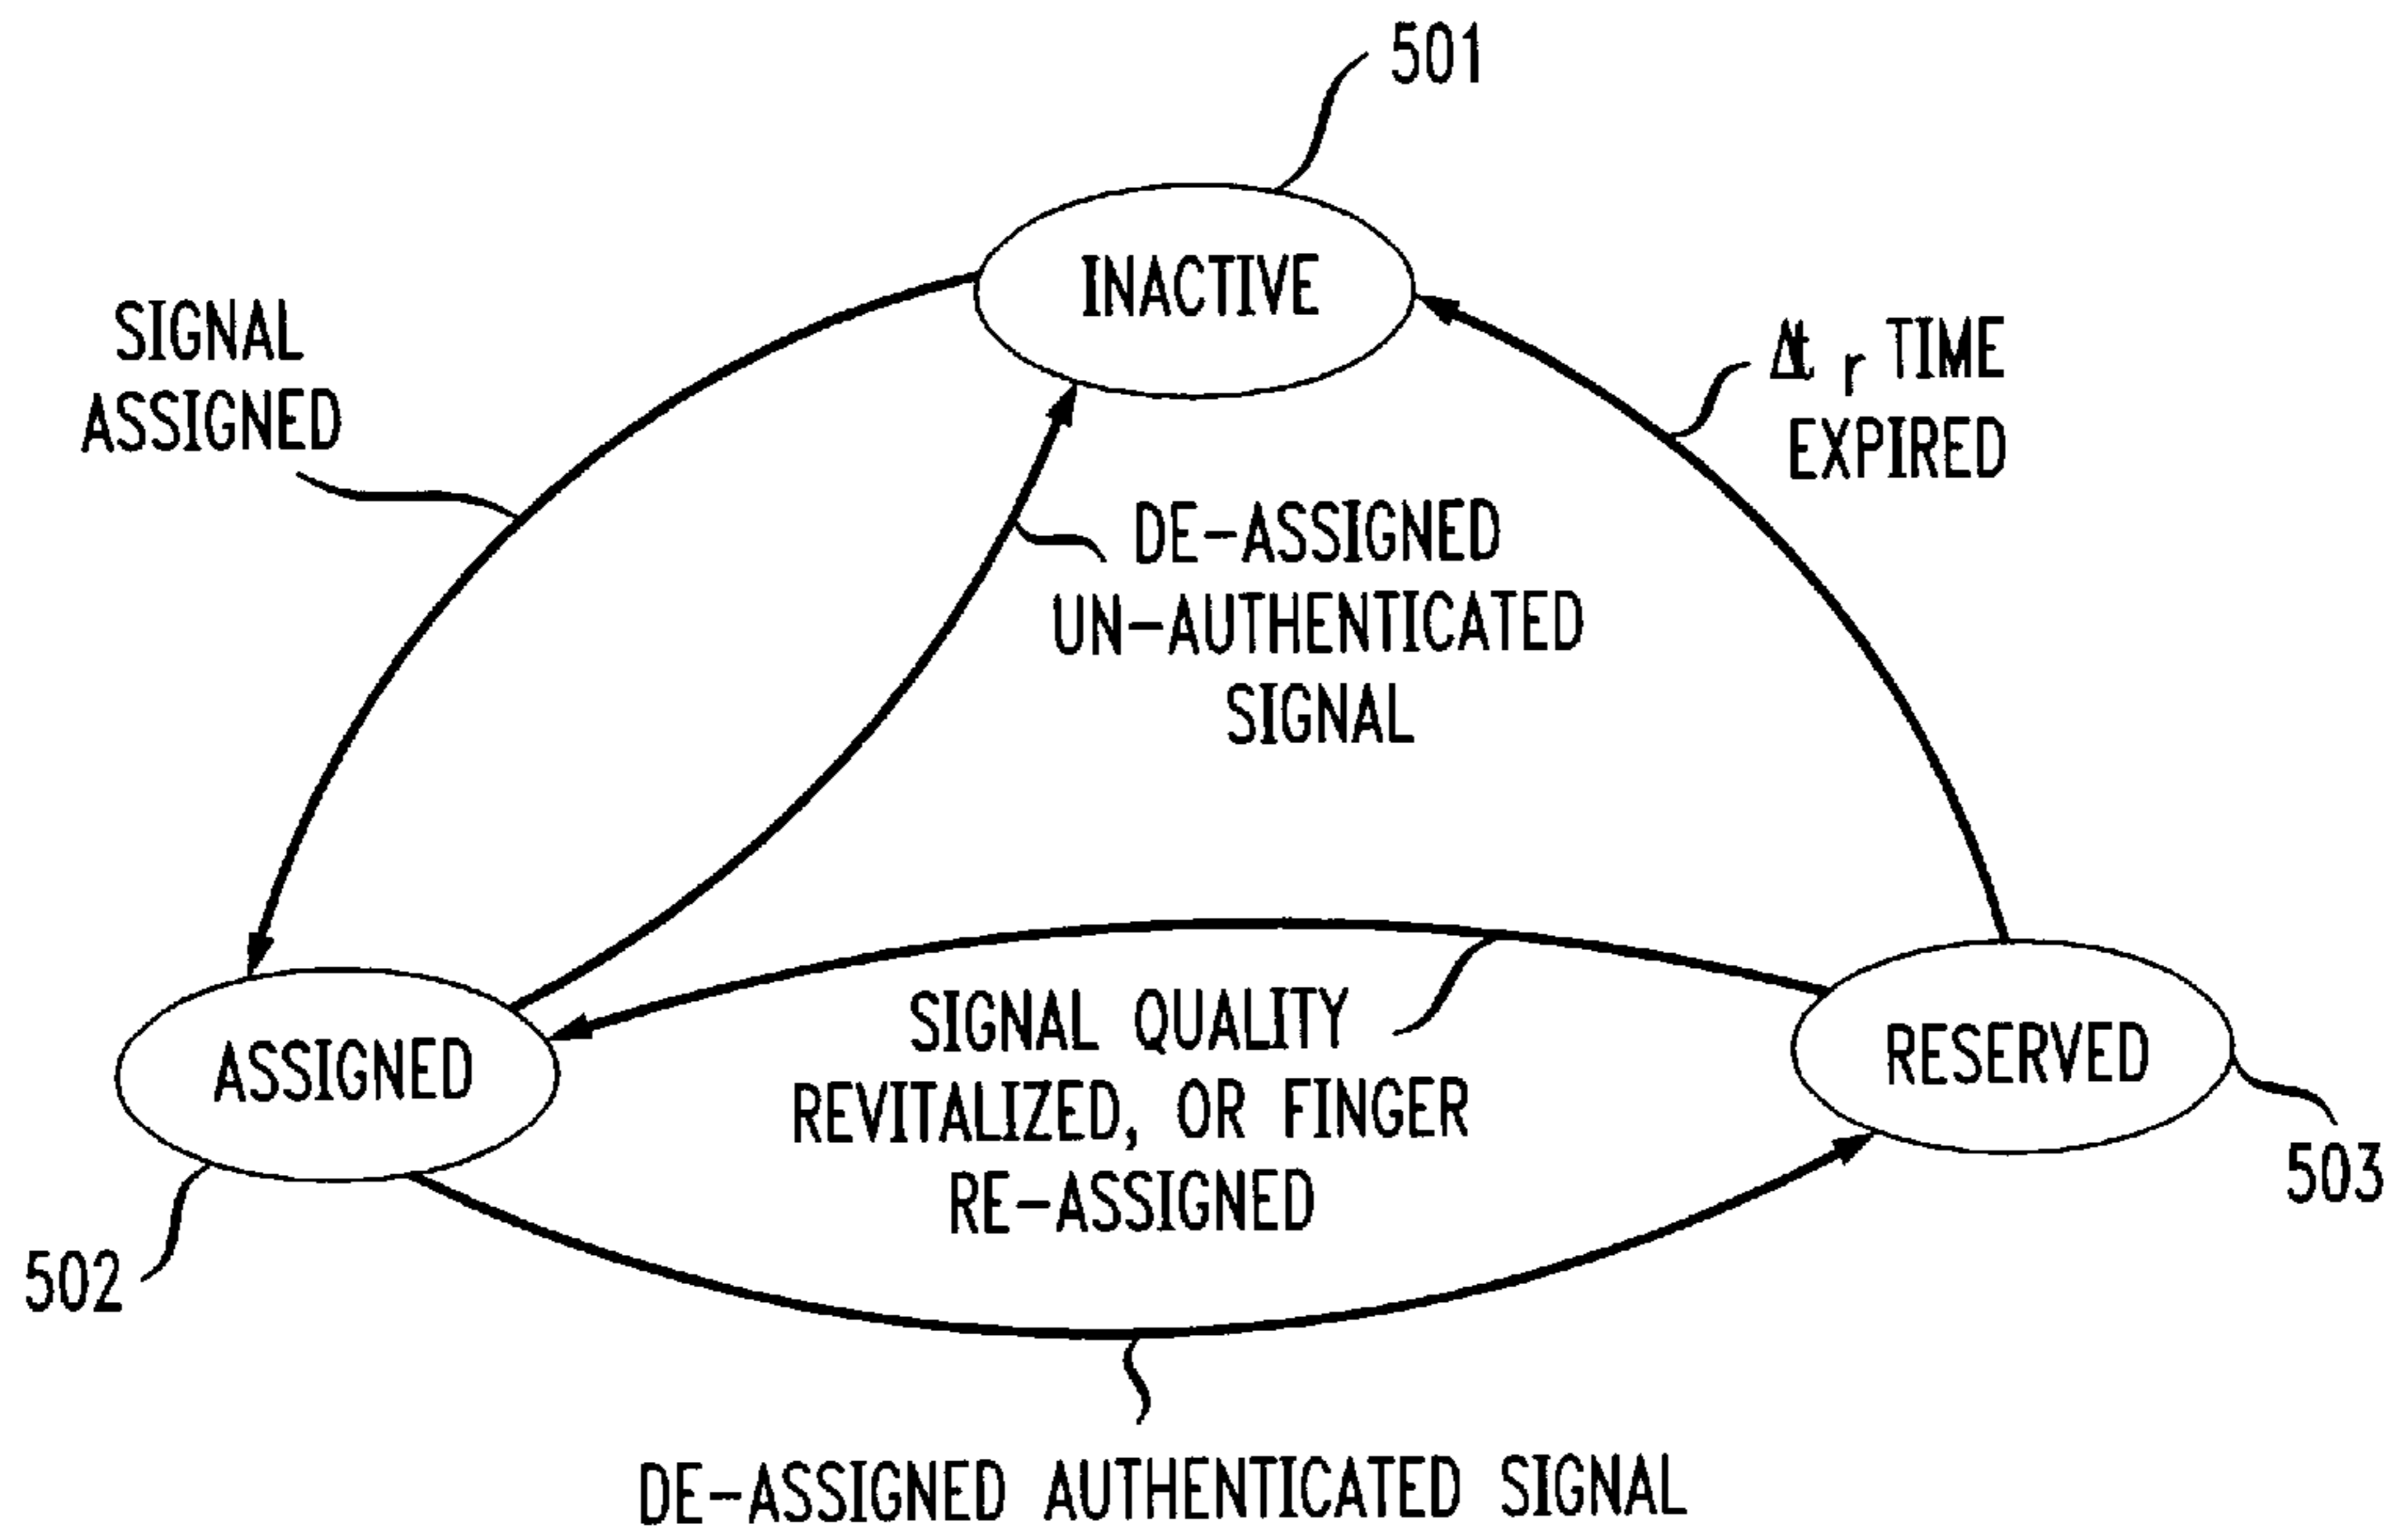 501
INACTIVE
SIGNAL
ASSIGNED
Δt r TIME
EXPIRED
DE-ASSIGNED
UN-AUTHENTICATED
SIGNAL
SIGNAL QUALITY
REVITALIZED, OR FINGER
RE-ASSIGNED
ASSIGNED
RESERVED
503
502
DE-ASSIGNED AUTHENTICATED SIGNAL